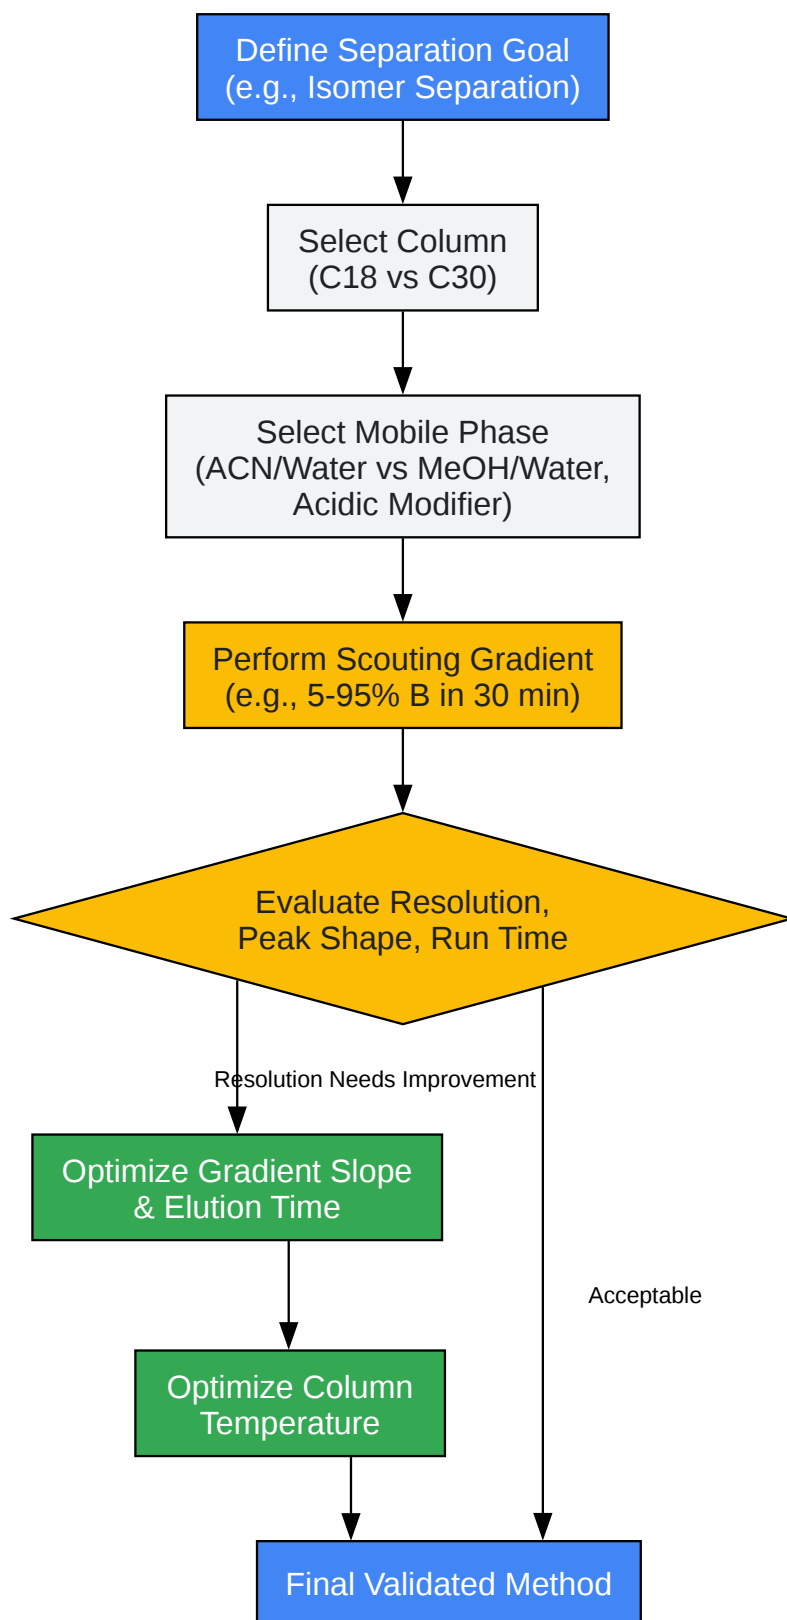 Define Separation Goal
(e.g., Isomer Separation)
Select Column
(C18 vs C30)
Select Mobile Phase
(ACN/Water vs MeOH/Water,
Acidic Modifier)
Perform Scouting Gradient
(e.g., 5-95% B in 30 min)
Evaluate Resolution,
Peak Shape, Run Time
Resolution Needs Improvement
Optimize Gradient Slope
& Elution Time
Acceptable
Optimize Column
Temperature
Final Validated Method